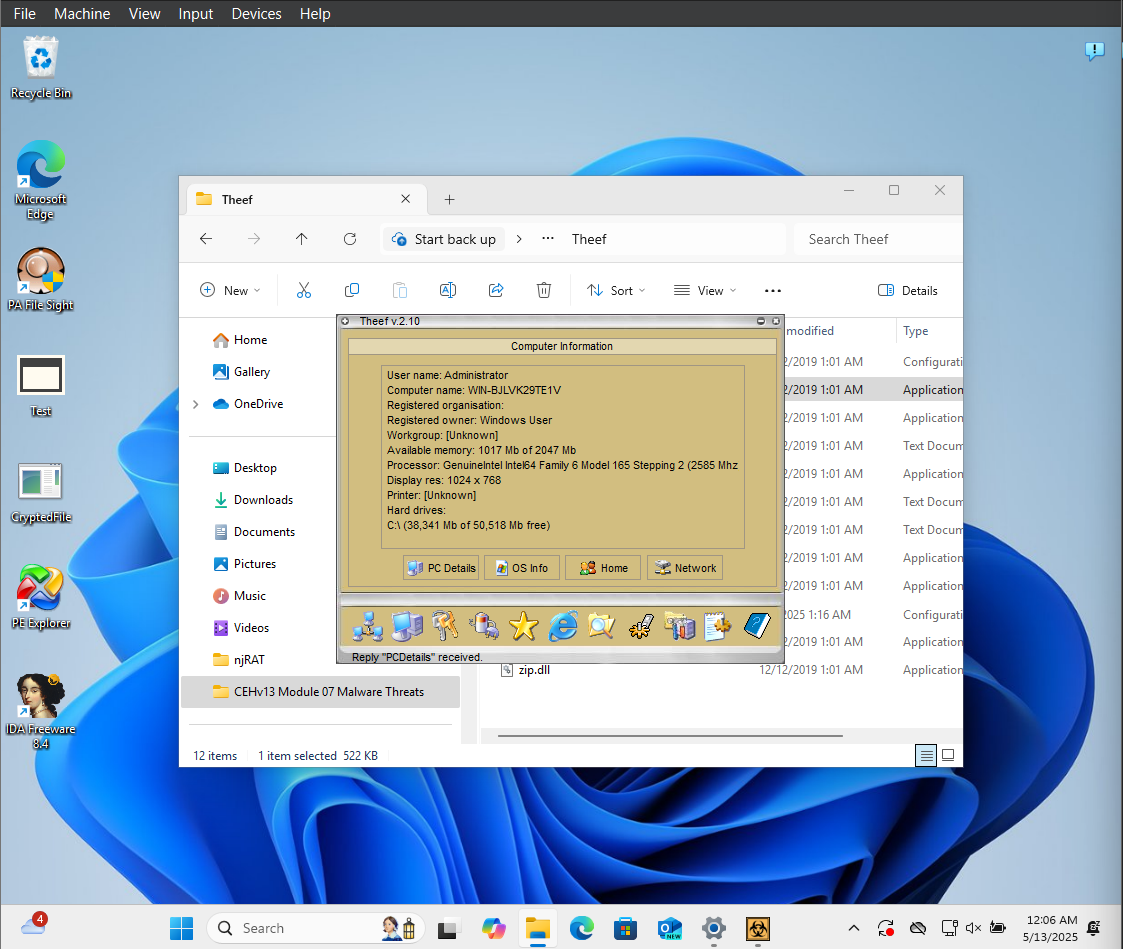 File Machine View Input Devices Help
Recycle Bin
Microsoft
Edge
PA File Sight
Test
CryptedFile
PE Explorer
IDA Freeware
8.4
Theef
Start back up
Theef
Search Theef
New
Sort
View
Details
Home
Gallery
OneDrive
Desktop
Downloads
Documents
Pictures
Music
Videos
njRAT
CEHv13 Module 07 Malware Threats
modified Type
2/2019 1:01 AM Configurati
2/2019 1:01 AM Application
2/2019 1:01 AM Application
2/2019 1:01 AM Text Docum
2/2019 1:01 AM Application
2/2019 1:01 AM Text Docum
2/2019 1:01 AM Text Docum
2/2019 1:01 AM Application
2/2019 1:01 AM Application
2025 1:16 AM Configurati
2/2019 1:01 AM Application
zip.dll 12/12/2019 1:01 AM Application
12 items 1 item selected 522 KB
Theef v.2.10
Computer Information
User name: Administrator
Computer name: WIN-BJLVK29TE1V
Registered organisation:
Registered owner: Windows User
Workgroup: [Unknown]
Available memory: 1017 Mb of 2047 Mb
Processor: GenuineIntel Intel64 Family 6 Model 165 Stepping 2 (2585 Mhz
Display res: 1024 x 768
Printer: [Unknown]
Hard drives:
C:\ (38,341 Mb of 50,518 Mb free)
PC Details OS Info Home Network
Reply "PCDetails" received.
4
Search
NEW
12:06 AM
5/13/2025